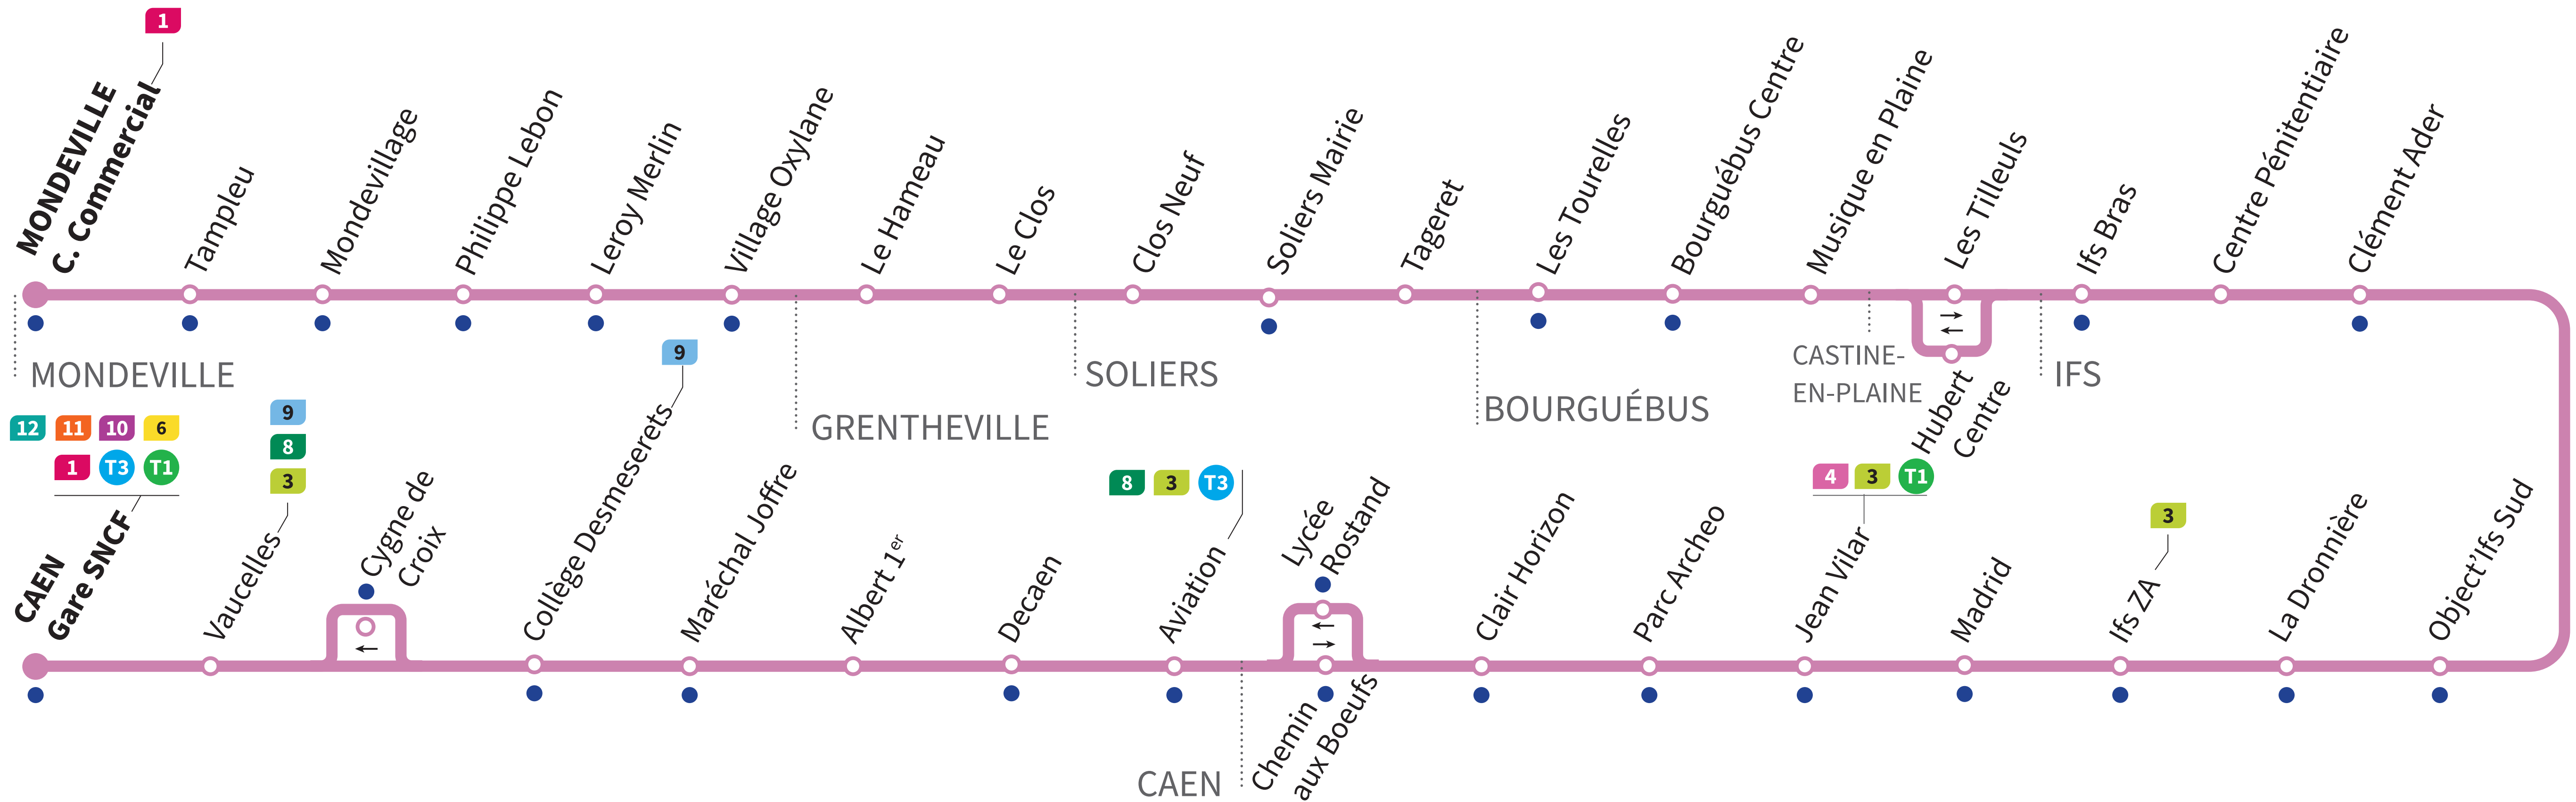 1
MONDEVILLE
C. Commercial
Tampleu
Mondevillage
Philippe Lebon
Leroy Merlin
Village Oxylane
Le Hameau
Le Clos
Clos Neuf
Soliers Mairie
Tageret
Les Tourelles
Bourguébus Centre
Musique en Plaine
Les Tilleuls
Ifs Bras
Centre Pénitentiaire
Clément Ader
MONDEVILLE
GRENTHEVILLE
SOLIERS
BOURGUÉBUS
CASTINE-
EN-PLAINE
Hubert
Centre
IFS
12 11 10 6
1 T3 T1
CAEN
Gare SNCF
9
8
3
Vaucelles
Cygne de
Croix
9
Collège Desmeserets
Maréchal Joffre
Albert 1er
Decaen
8 3 T3
Aviation
Lycée
Rostand
Chemin
aux Boeufs
Clair Horizon
Parc Archeo
4 3 T1
Jean Vilar
Madrid
3
Ifs ZA
La Dronnière
Object'Ifs Sud
CAEN